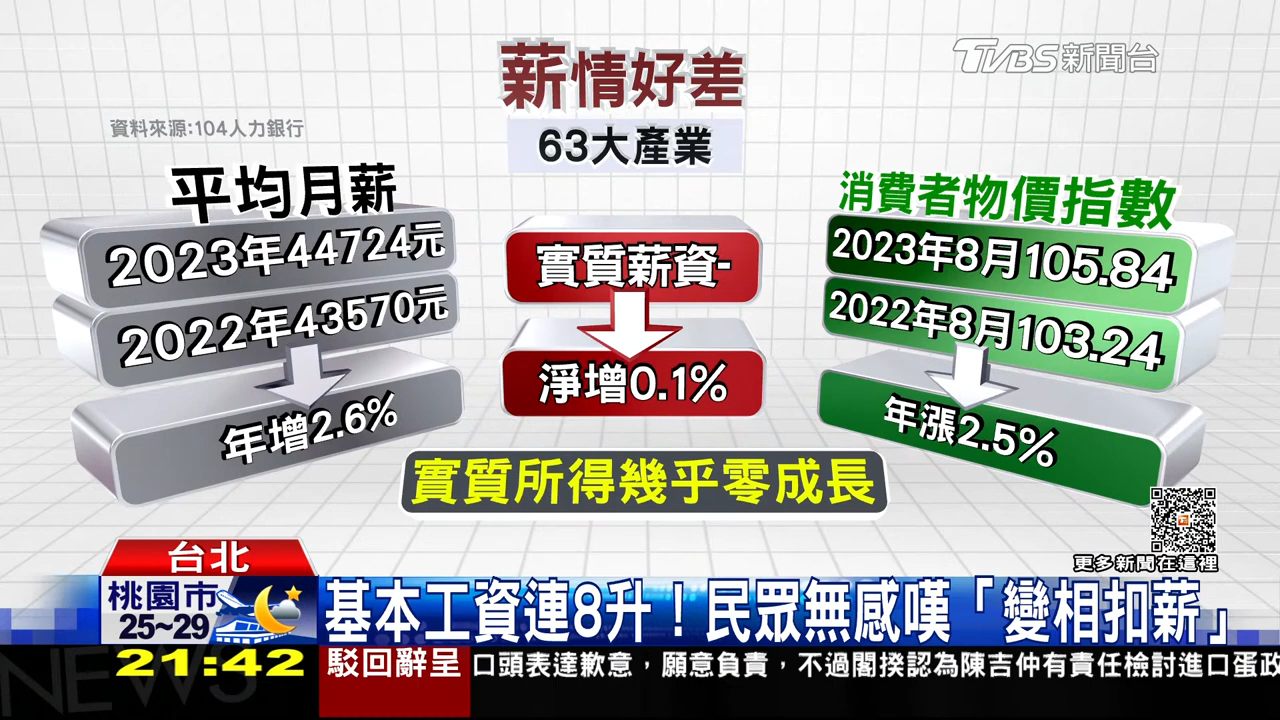 薪情好差
TVBS新聞台
63大產業
資料來源:104人力銀行
平均月薪
2023年44724元
2022年43570元
年增2.6%
實質薪資-
淨增0.1%
消費者物價指數
2023年8月105.84
2022年8月103.24
年漲2.5%
實質所得幾乎零成長
更多新聞在這裡
台北
桃園市
25~29
基本工資連8升！民眾無感嘆「變相扣薪」
21:42
NEWS
駁回辭呈
口頭表達歉意，願意負責，不過閣揆認為陳吉仲有責任檢討進口蛋政